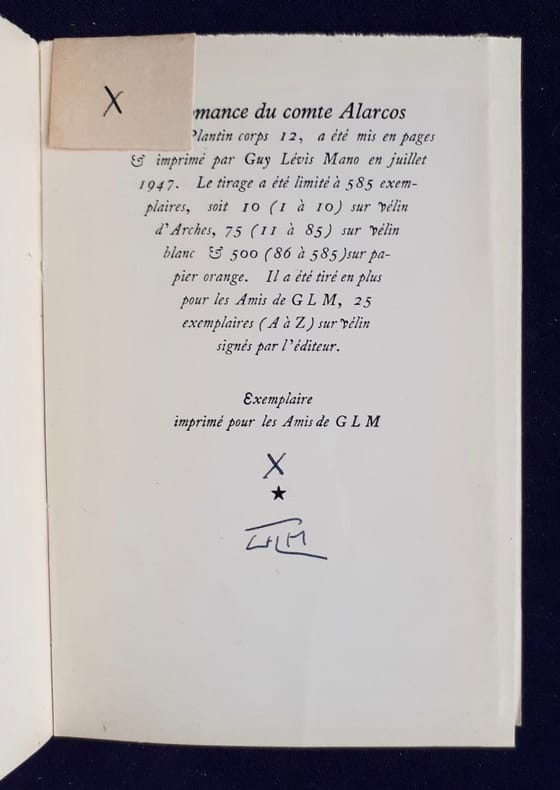 X
omance du comte Alarcos
Plantin corps 12, a été mis en pages
& imprimé par Guy Lévis Mano en juillet
1947. Le tirage a été limité à 585 exem-
plaires, soit 10 (1 à 10) sur vélin
d'Arches, 75 (11 à 85) sur vélin
blanc & 500 (86 à 585) sur pa-
pier orange. Il a été tiré en plus
pour les Amis de G L M, 25
exemplaires (A à Z) sur vélin
signés par l'éditeur.
Exemplaire
imprimé pour les Amis de G L M
X
★
GLM